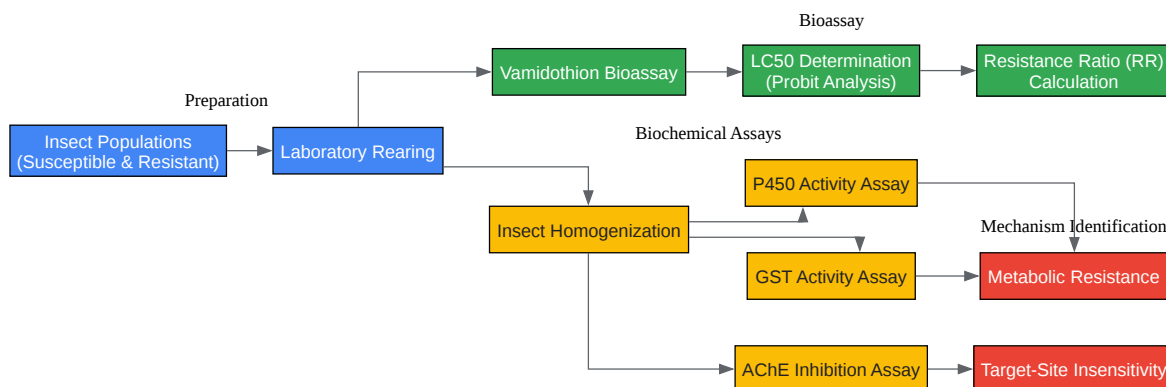 Bioassay
Vamidothion Bioassay
LC50 Determination
(Probit Analysis)
Resistance Ratio (RR)
Calculation
Preparation
Insect Populations
(Susceptible & Resistant)
Laboratory Rearing
Biochemical Assays
P450 Activity Assay
Insect Homogenization
Mechanism Identification
GST Activity Assay
Metabolic Resistance
AChE Inhibition Assay
Target-Site Insensitivity